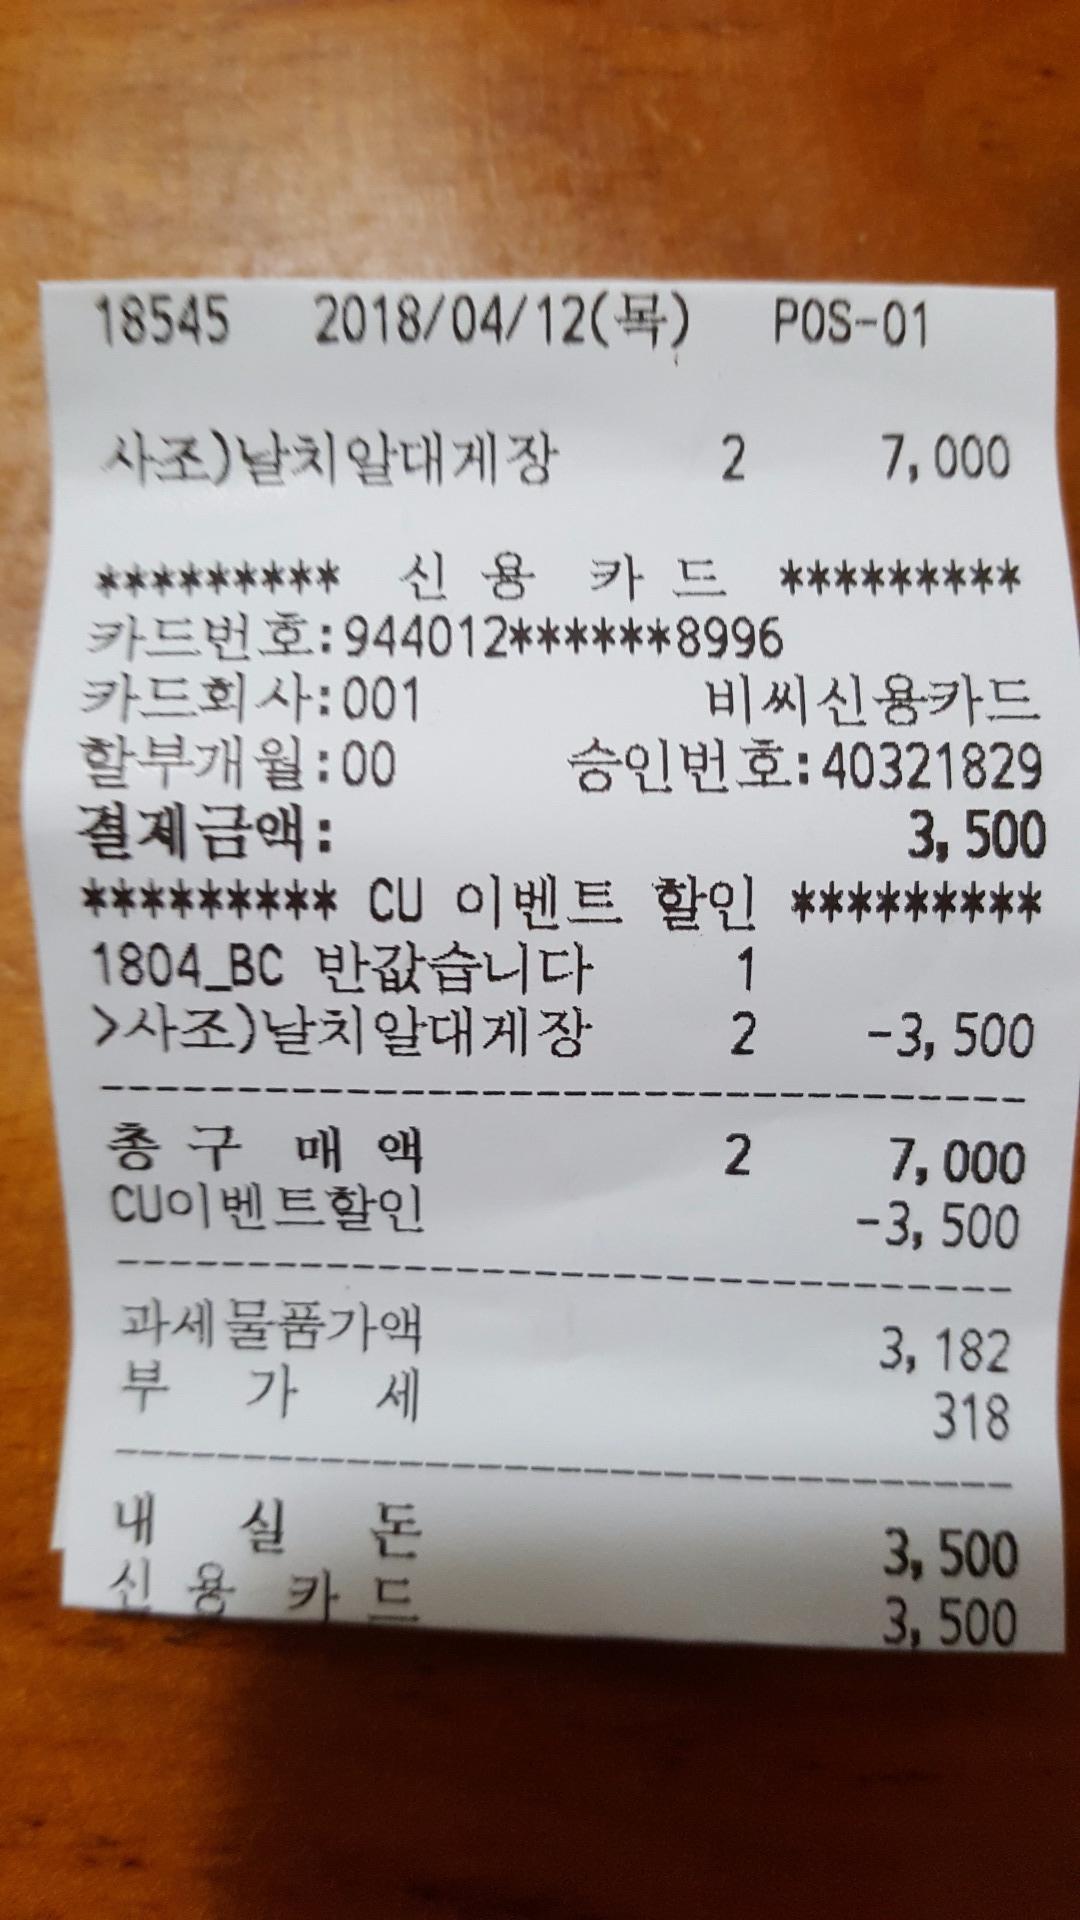 18545 2018/04/12(목) POS-01
사조)날치알대게장 2 7,000
********* 신 용 카 드 *********
카드번호:944012******8996
카드회사:001 비씨신용카드
할부개월:00 승인번호:40321829
결제금액: 3,500
********* CU 이벤트 할인 *********
1804_BC 반값습니다 1
>사조)날치알대게장 2 -3,500
총 구 매 액 2 7,000
CU이벤트할인 -3,500
과세물품가액 3,182
부 가 세 318
내 실 돈 3,500
신 용 카 드 3,500